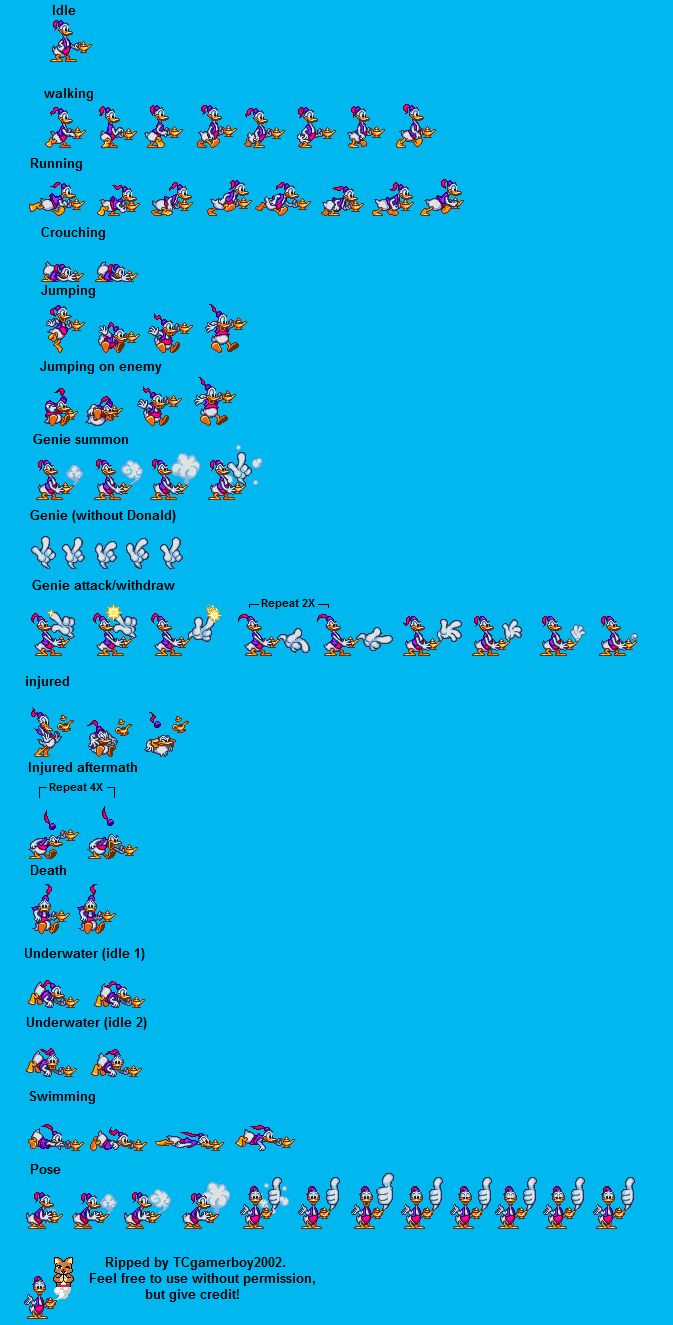 Idle
walking
Running
Crouching
Jumping
Jumping on enemy
Genie summon
Genie (without Donald)
Genie attack/withdraw
Repeat 2X
injured
Injured aftermath
Repeat 4X
Death
Underwater (idle 1)
Underwater (idle 2)
Swimming
Pose
Ripped by TCgamerboy2002.
Feel free to use without permission,
but give credit!